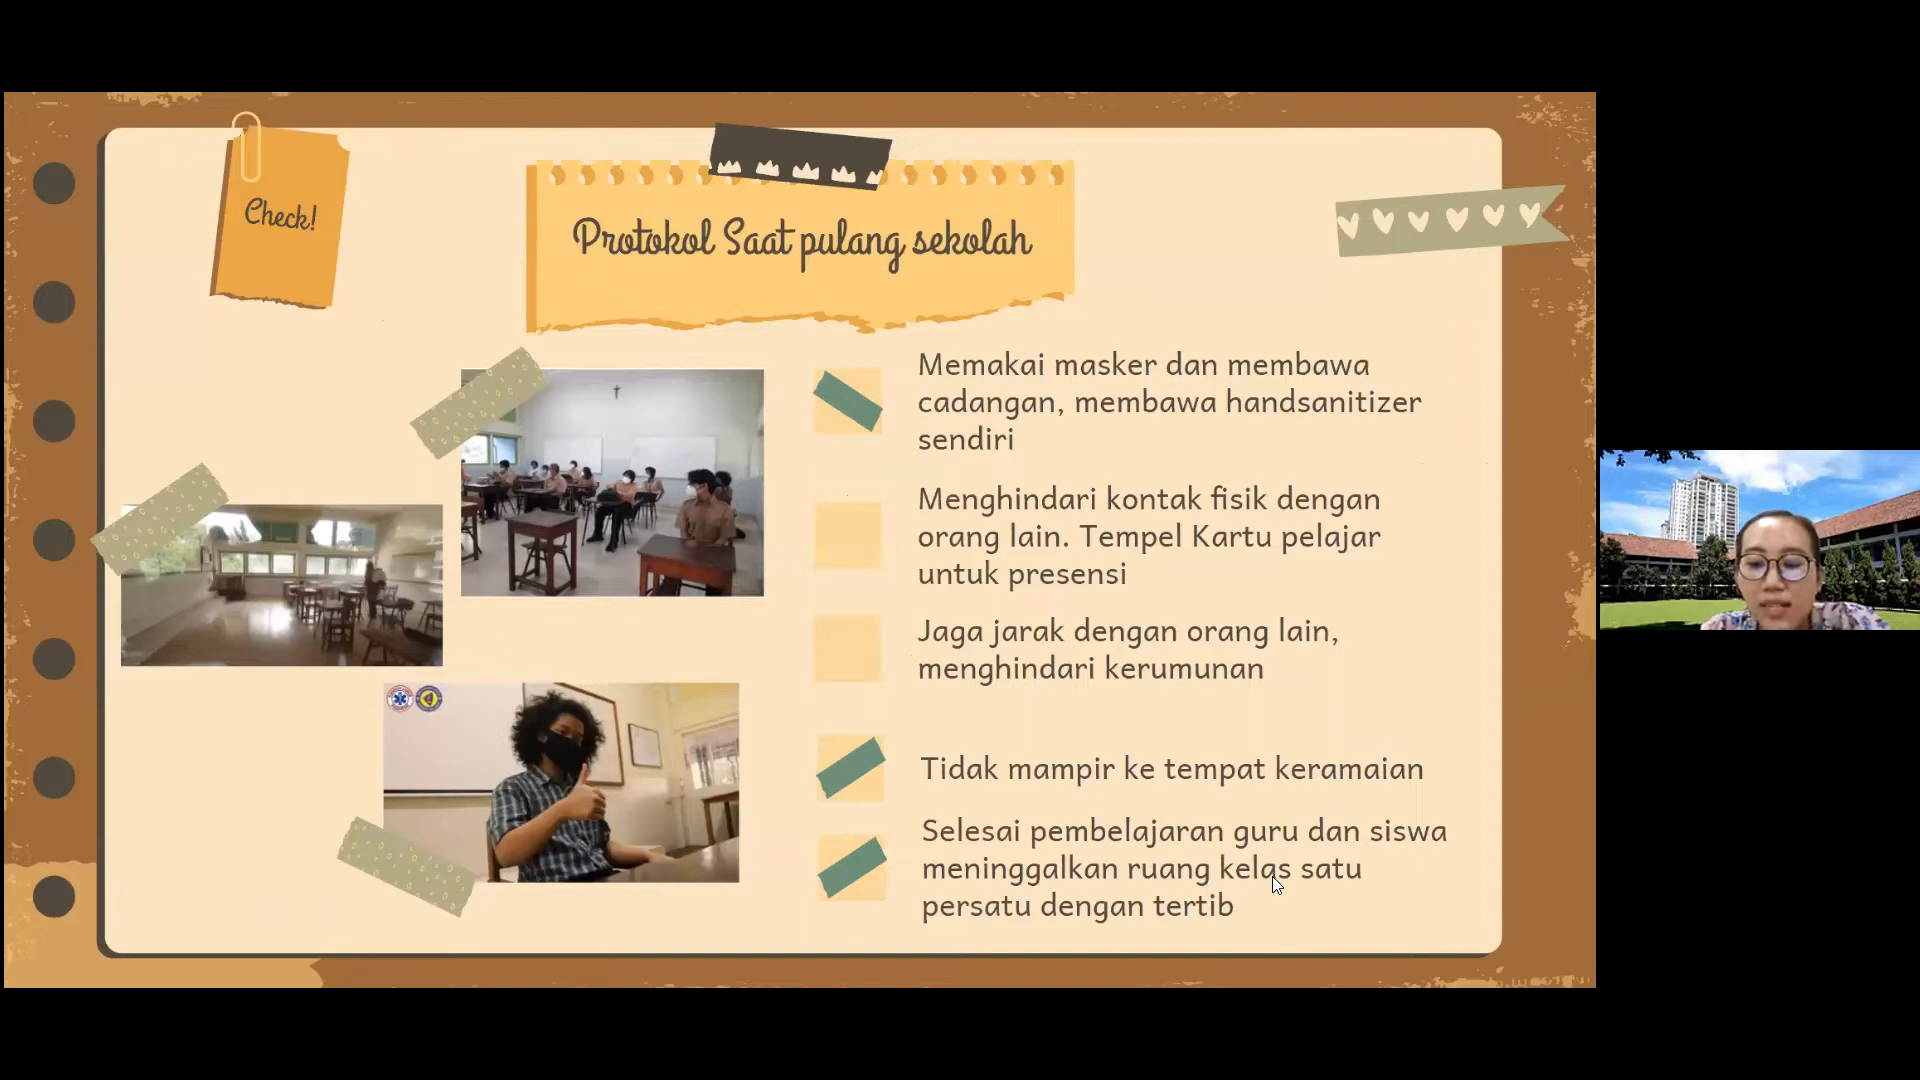 Check!
Protokol Saat pulang sekolah
Memakai masker dan membawa
cadangan, membawa handsanitizer
sendiri
Menghindari kontak fisik dengan
orang lain. Tempel Kartu pelajar
untuk presensi
Jaga jarak dengan orang lain,
menghindari kerumunan
Tidak mampir ke tempat keramaian
Selesai pembelajaran guru dan siswa
meninggalkan ruang kelas satu
persatu dengan tertib